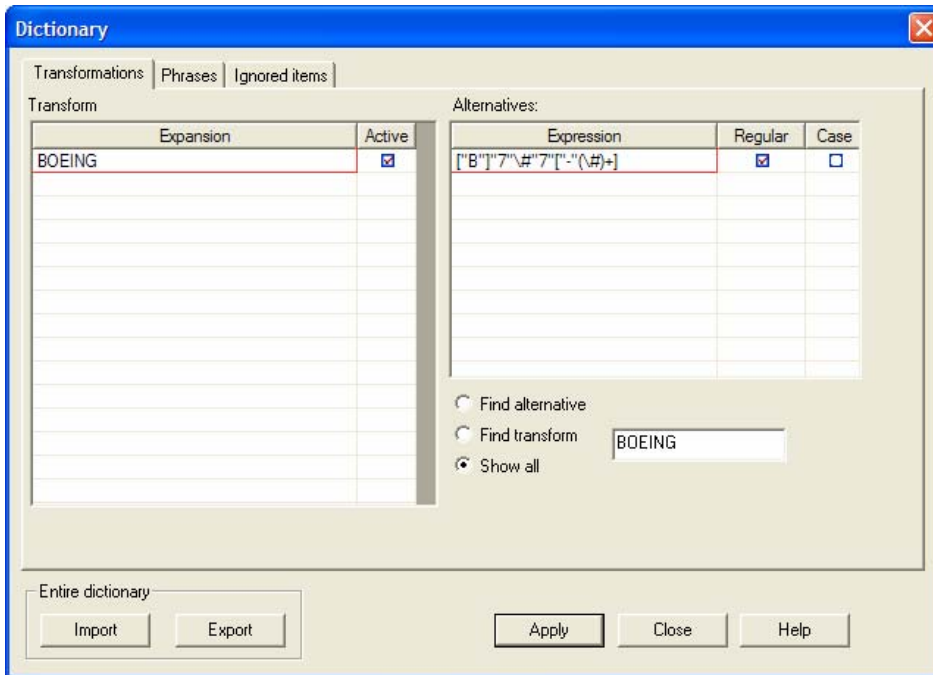 Dictionary
Transformations Phrases Ignored items
Transform
Expansion Active
BOEING
Alternatives:
Expression Regular Case
["B"]"7"\#"7"["-"(\#)+]
Find alternative
Find transform
BOEING
Show all
Entire dictionary
Import Export
Apply Close Help